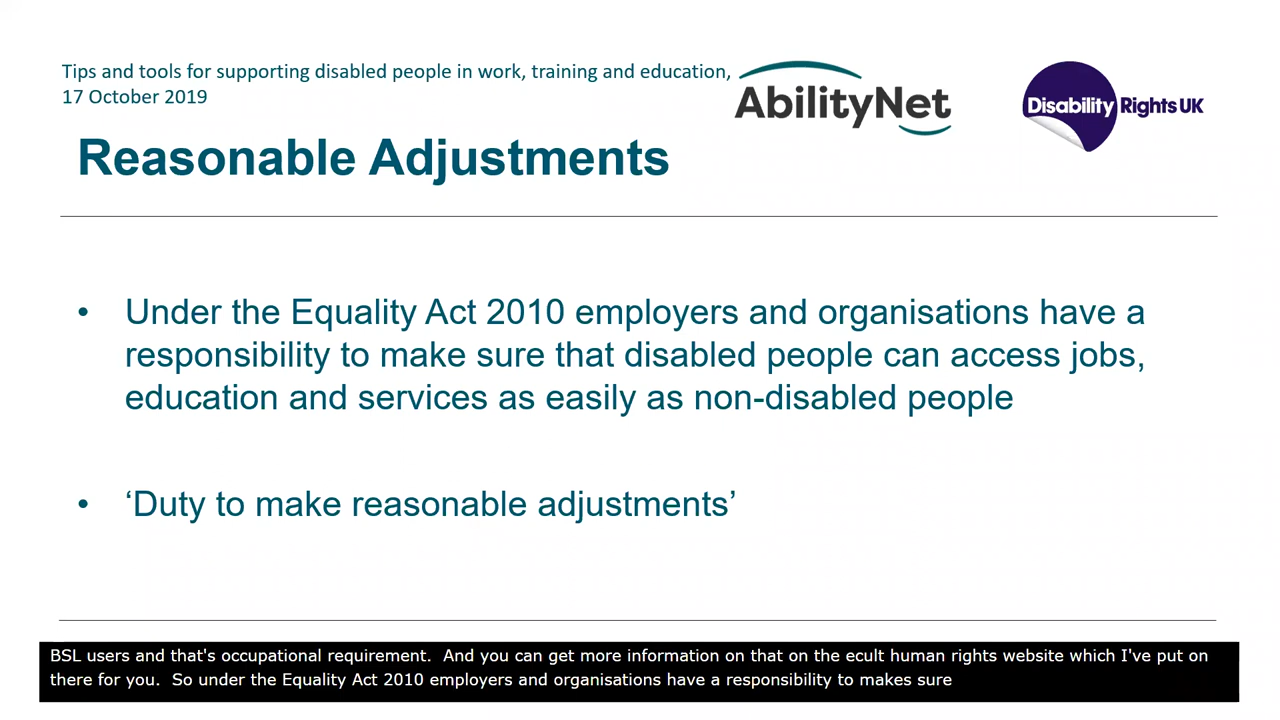 Tips and tools for supporting disabled people in work, training and education,
17 October 2019
AbilityNet
Disability Rights UK
Reasonable Adjustments
• Under the Equality Act 2010 employers and organisations have a
responsibility to make sure that disabled people can access jobs,
education and services as easily as non-disabled people
• ‘Duty to make reasonable adjustments’
BSL users and that's occupational requirement.  And you can get more information on that on the ecult human rights website which I've put on
there for you.  So under the Equality Act 2010 employers and organisations have a responsibility to makes sure